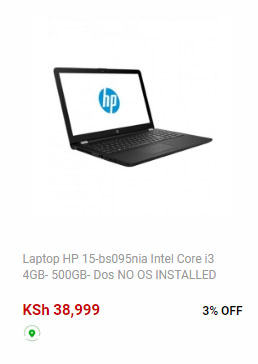 hp
Laptop HP 15-bs095nia Intel Core i3
4GB- 500GB- Dos NO OS INSTALLED
KSh 38,999
3% OFF